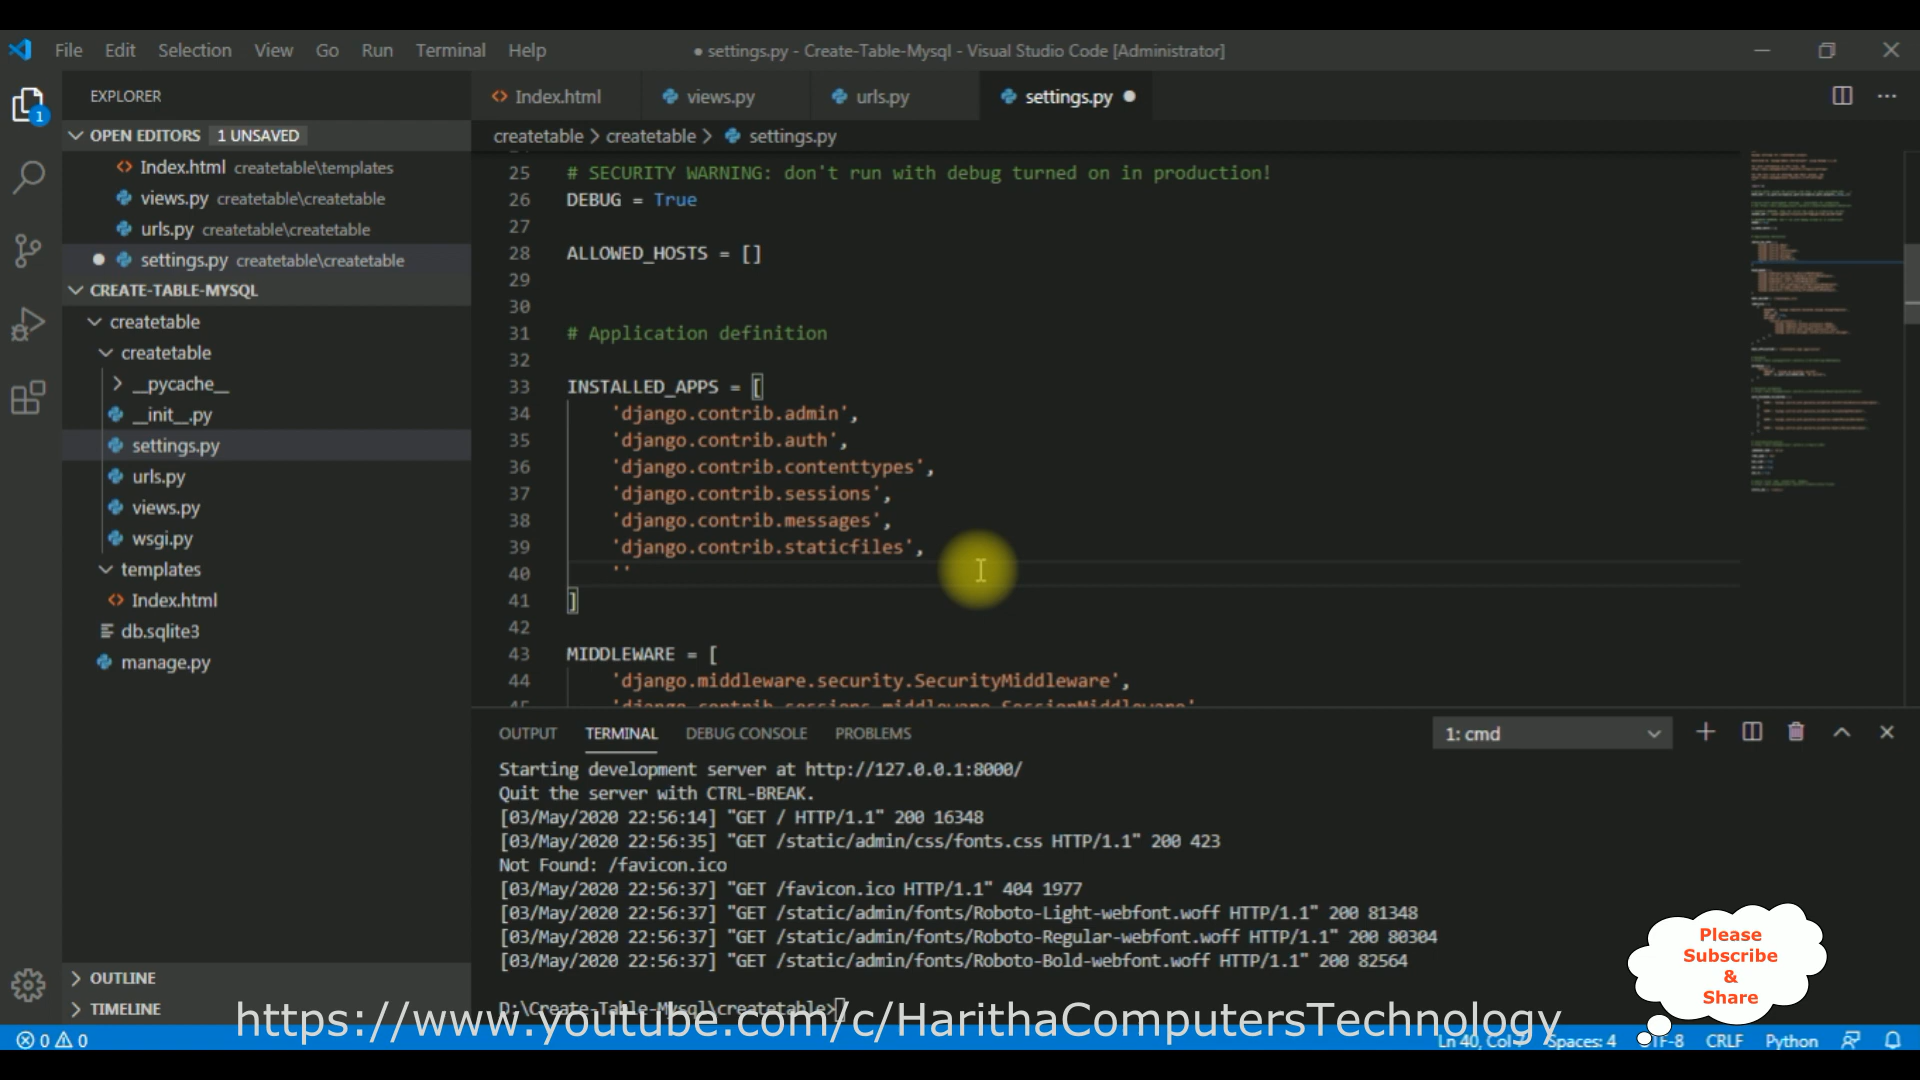 File Edit Selection View Go Run Terminal Help
● settings.py - Create-Table-Mysql - Visual Studio Code [Administrator]
1
EXPLORER
OPEN EDITORS 1 UNSAVED
Index.html createtable\templates
views.py createtable\createtable
urls.py createtable\createtable
settings.py createtable\createtable
CREATE-TABLE-MYSQL
createtable
createtable
__pycache__
__init__.py
settings.py
urls.py
views.py
wsgi.py
templates
Index.html
db.sqlite3
manage.py
OUTLINE
TIMELINE
Index.html views.py urls.py settings.py
createtable > createtable > settings.py
25 # SECURITY WARNING: don't run with debug turned on in production!
26 DEBUG = True
27
28 ALLOWED_HOSTS = []
29
30
31 # Application definition
32
33 INSTALLED_APPS = [
34 'django.contrib.admin',
35 'django.contrib.auth',
36 'django.contrib.contenttypes',
37 'django.contrib.sessions',
38 'django.contrib.messages',
39 'django.contrib.staticfiles',
40 ''
41 ]
42
43 MIDDLEWARE = [
44 'django.middleware.security.SecurityMiddleware',
45 'django.contrib.sessions.middleware.SessionMiddleware'
OUTPUT TERMINAL DEBUG CONSOLE PROBLEMS
1: cmd
Starting development server at http://127.0.0.1:8000/
Quit the server with CTRL-BREAK.
[03/May/2020 22:56:14] "GET / HTTP/1.1" 200 16348
[03/May/2020 22:56:35] "GET /static/admin/css/fonts.css HTTP/1.1" 200 423
Not Found: /favicon.ico
[03/May/2020 22:56:37] "GET /favicon.ico HTTP/1.1" 404 1977
[03/May/2020 22:56:37] "GET /static/admin/fonts/Roboto-Light-webfont.woff HTTP/1.1" 200 81348
[03/May/2020 22:56:37] "GET /static/admin/fonts/Roboto-Regular-webfont.woff HTTP/1.1" 200 80304
[03/May/2020 22:56:37] "GET /static/admin/fonts/Roboto-Bold-webfont.woff HTTP/1.1" 200 82564
D:\Create-Table-Mysql\createtable>
https://www.youtube.com/c/HarithaComputersTechnology
Please
Subscribe
&
Share
0 0
Ln 40, Spaces: 4 CRLF Python